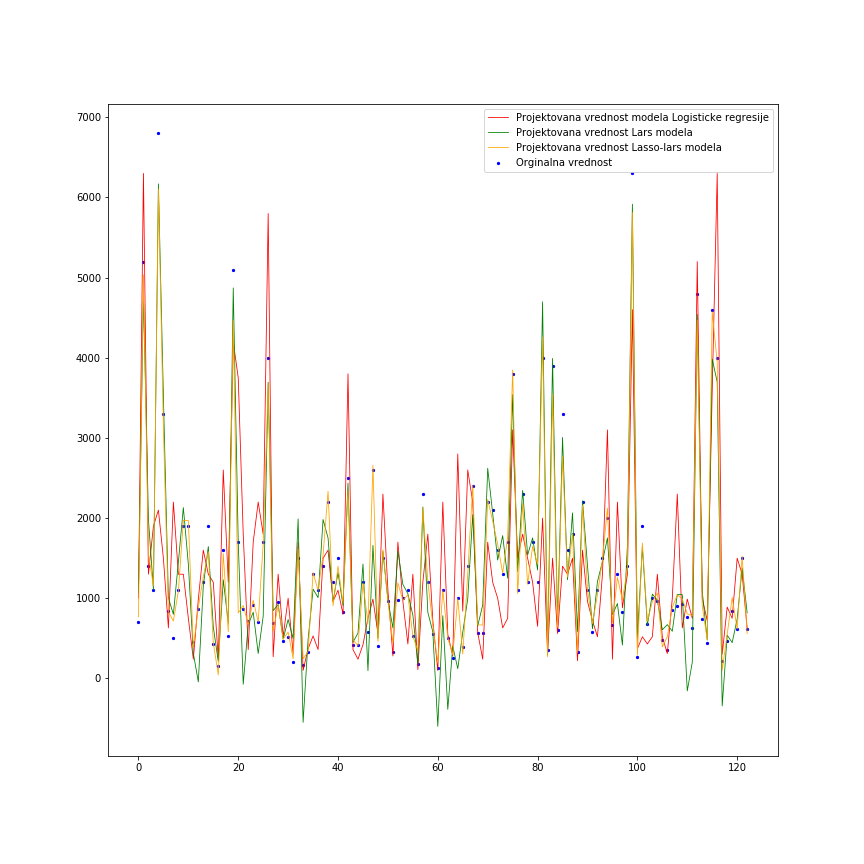 7000
6000
5000
4000
3000
2000
1000
0
Projektovana vrednost modela Logisticke regresije
Projektovana vrednost Lars modela
Projektovana vrednost Lasso-lars modela
Orginalna vrednost
0 20 40 60 80 100 120